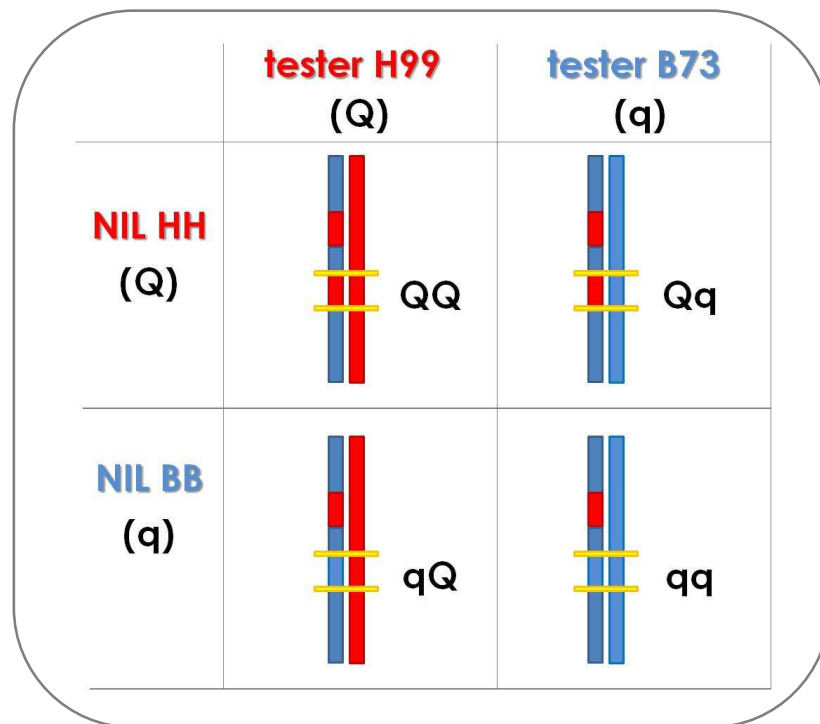 tester H99
(Q)
tester B73
(q)
NIL HH
(Q)
QQ
Qq
NIL BB
(q)
qQ
qq